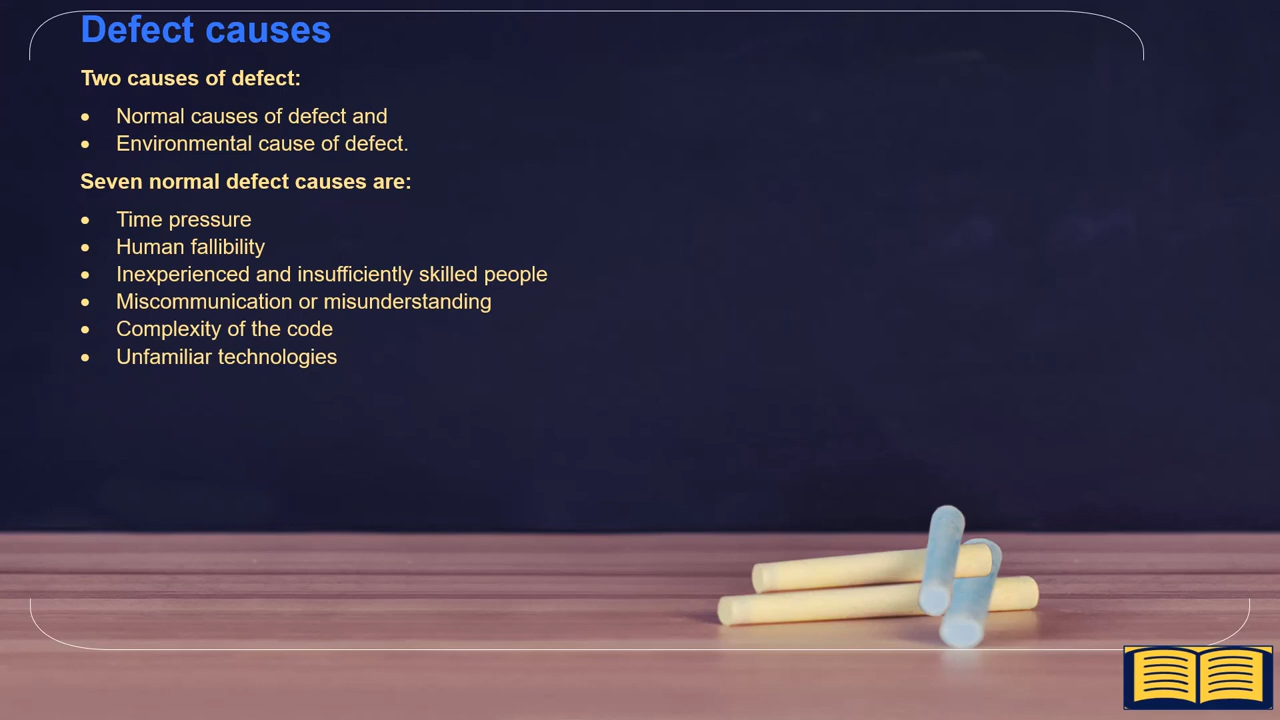 Defect causes
Two causes of defect:
• Normal causes of defect and
• Environmental cause of defect.
Seven normal defect causes are:
• Time pressure
• Human fallibility
• Inexperienced and insufficiently skilled people
• Miscommunication or misunderstanding
• Complexity of the code
• Unfamiliar technologies